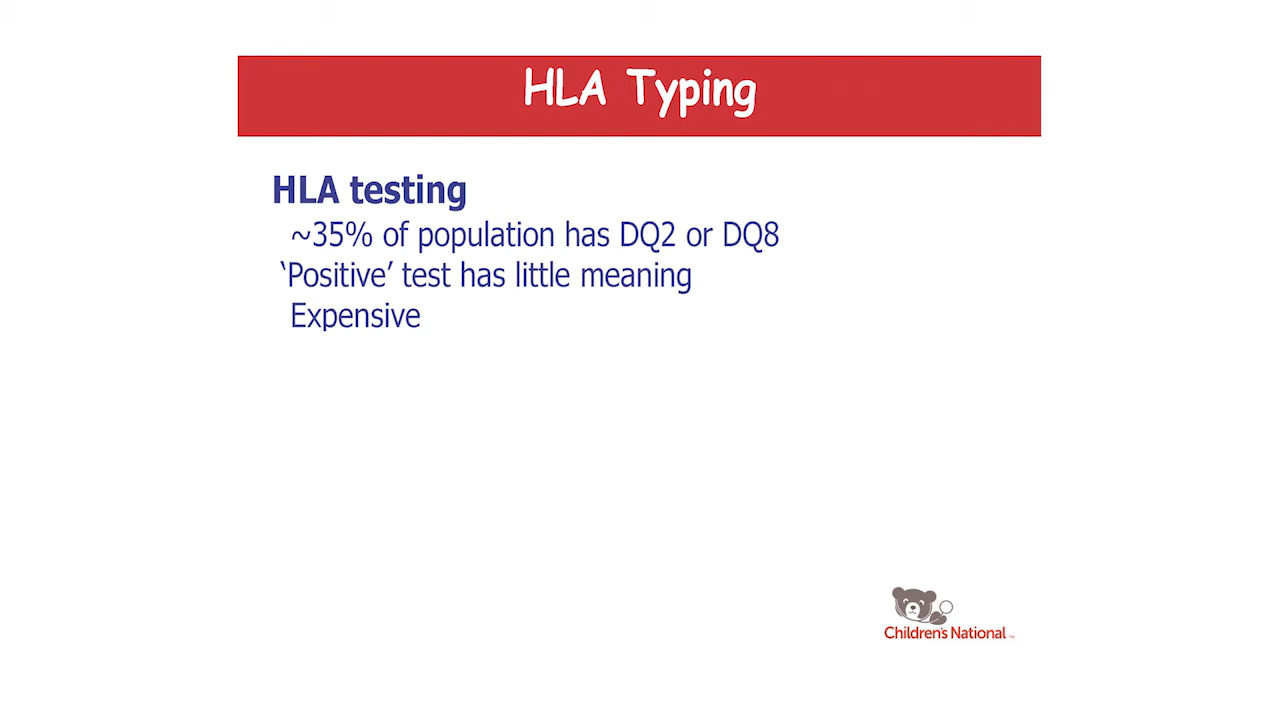 HLA Typing
HLA testing
~35% of population has DQ2 or DQ8
‘Positive’ test has little meaning
Expensive
Children's National